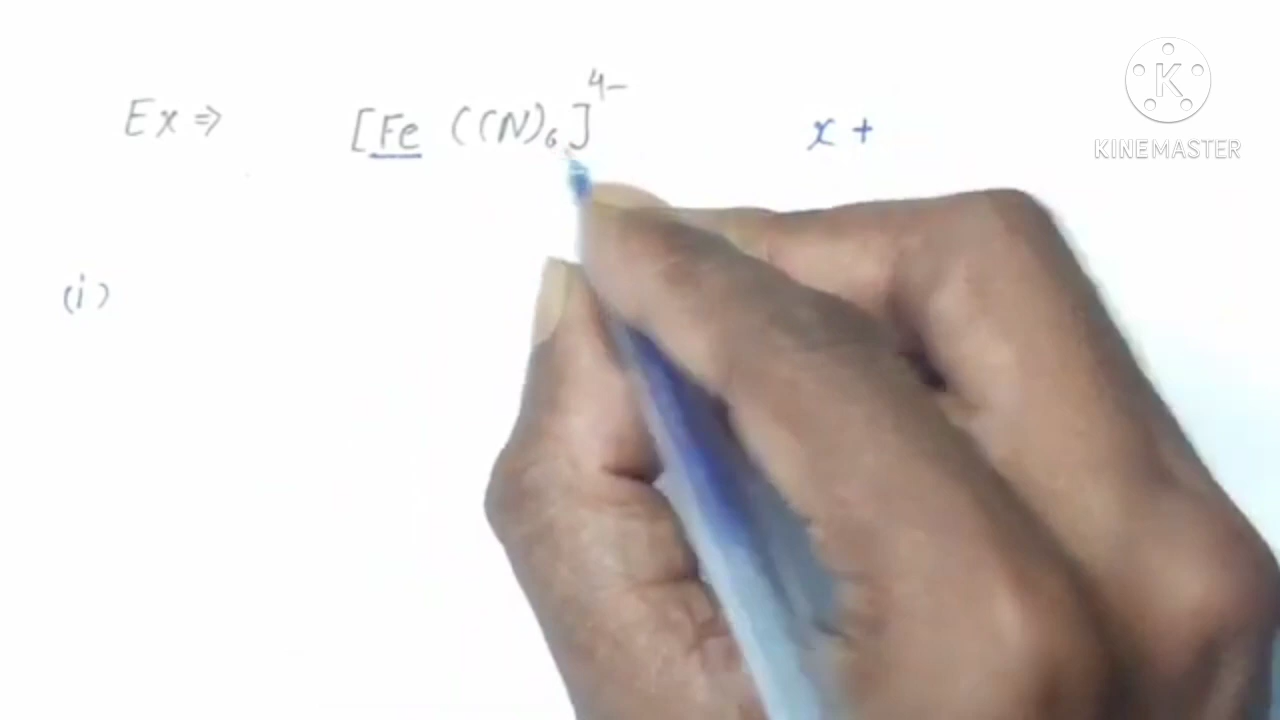 Ex ⇒ [Fe (CN)₆]⁴⁻ x +
(i)
K
KINEMASTER